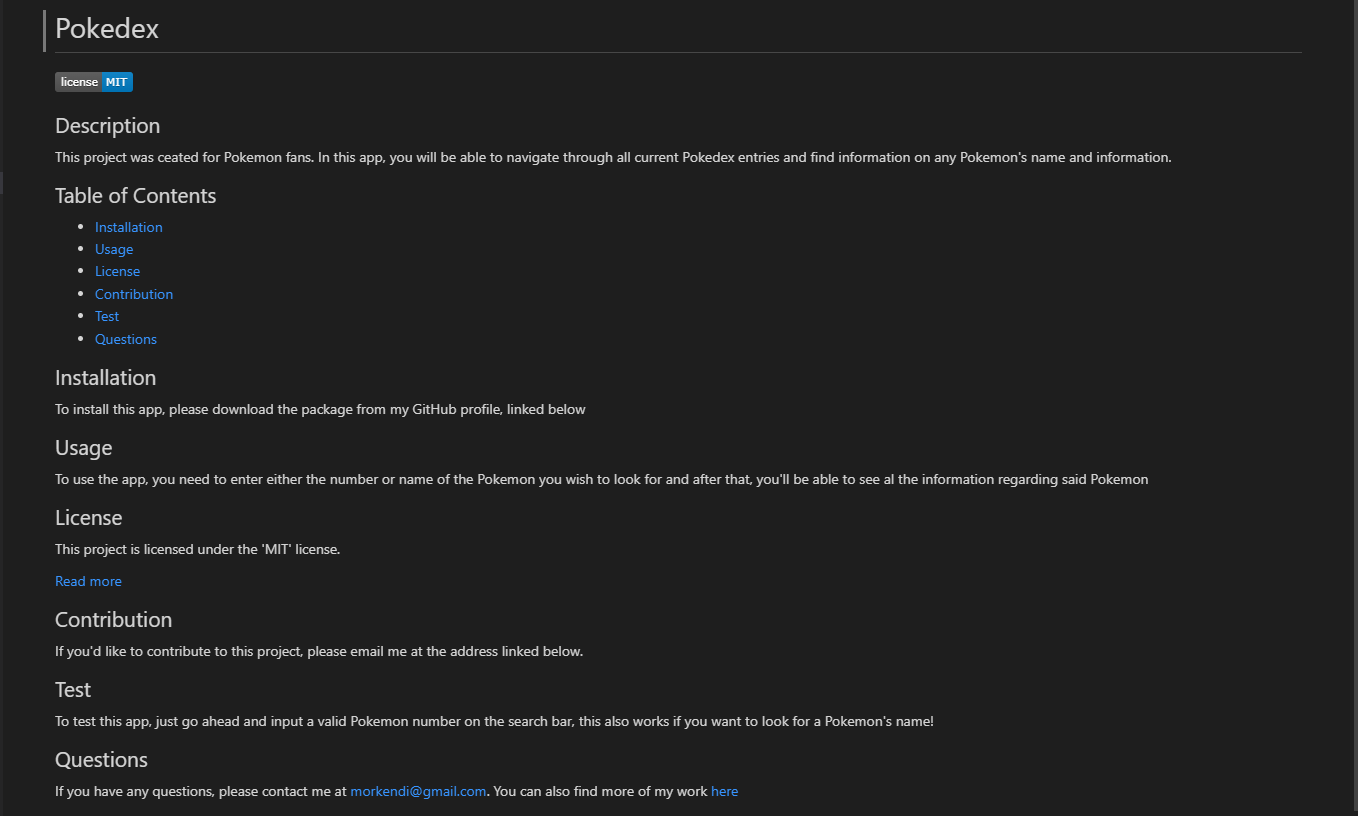 Pokedex
license MIT
Description
This project was ceated for Pokemon fans. In this app, you will be able to navigate through all current Pokedex entries and find information on any Pokemon's name and information.
Table of Contents
Installation
Usage
License
Contribution
Test
Questions
Installation
To install this app, please download the package from my GitHub profile, linked below
Usage
To use the app, you need to enter either the number or name of the Pokemon you wish to look for and after that, you'll be able to see al the information regarding said Pokemon
License
This project is licensed under the 'MIT' license.
Read more
Contribution
If you'd like to contribute to this project, please email me at the address linked below.
Test
To test this app, just go ahead and input a valid Pokemon number on the search bar, this also works if you want to look for a Pokemon's name!
Questions
If you have any questions, please contact me at morkendi@gmail.com. You can also find more of my work here